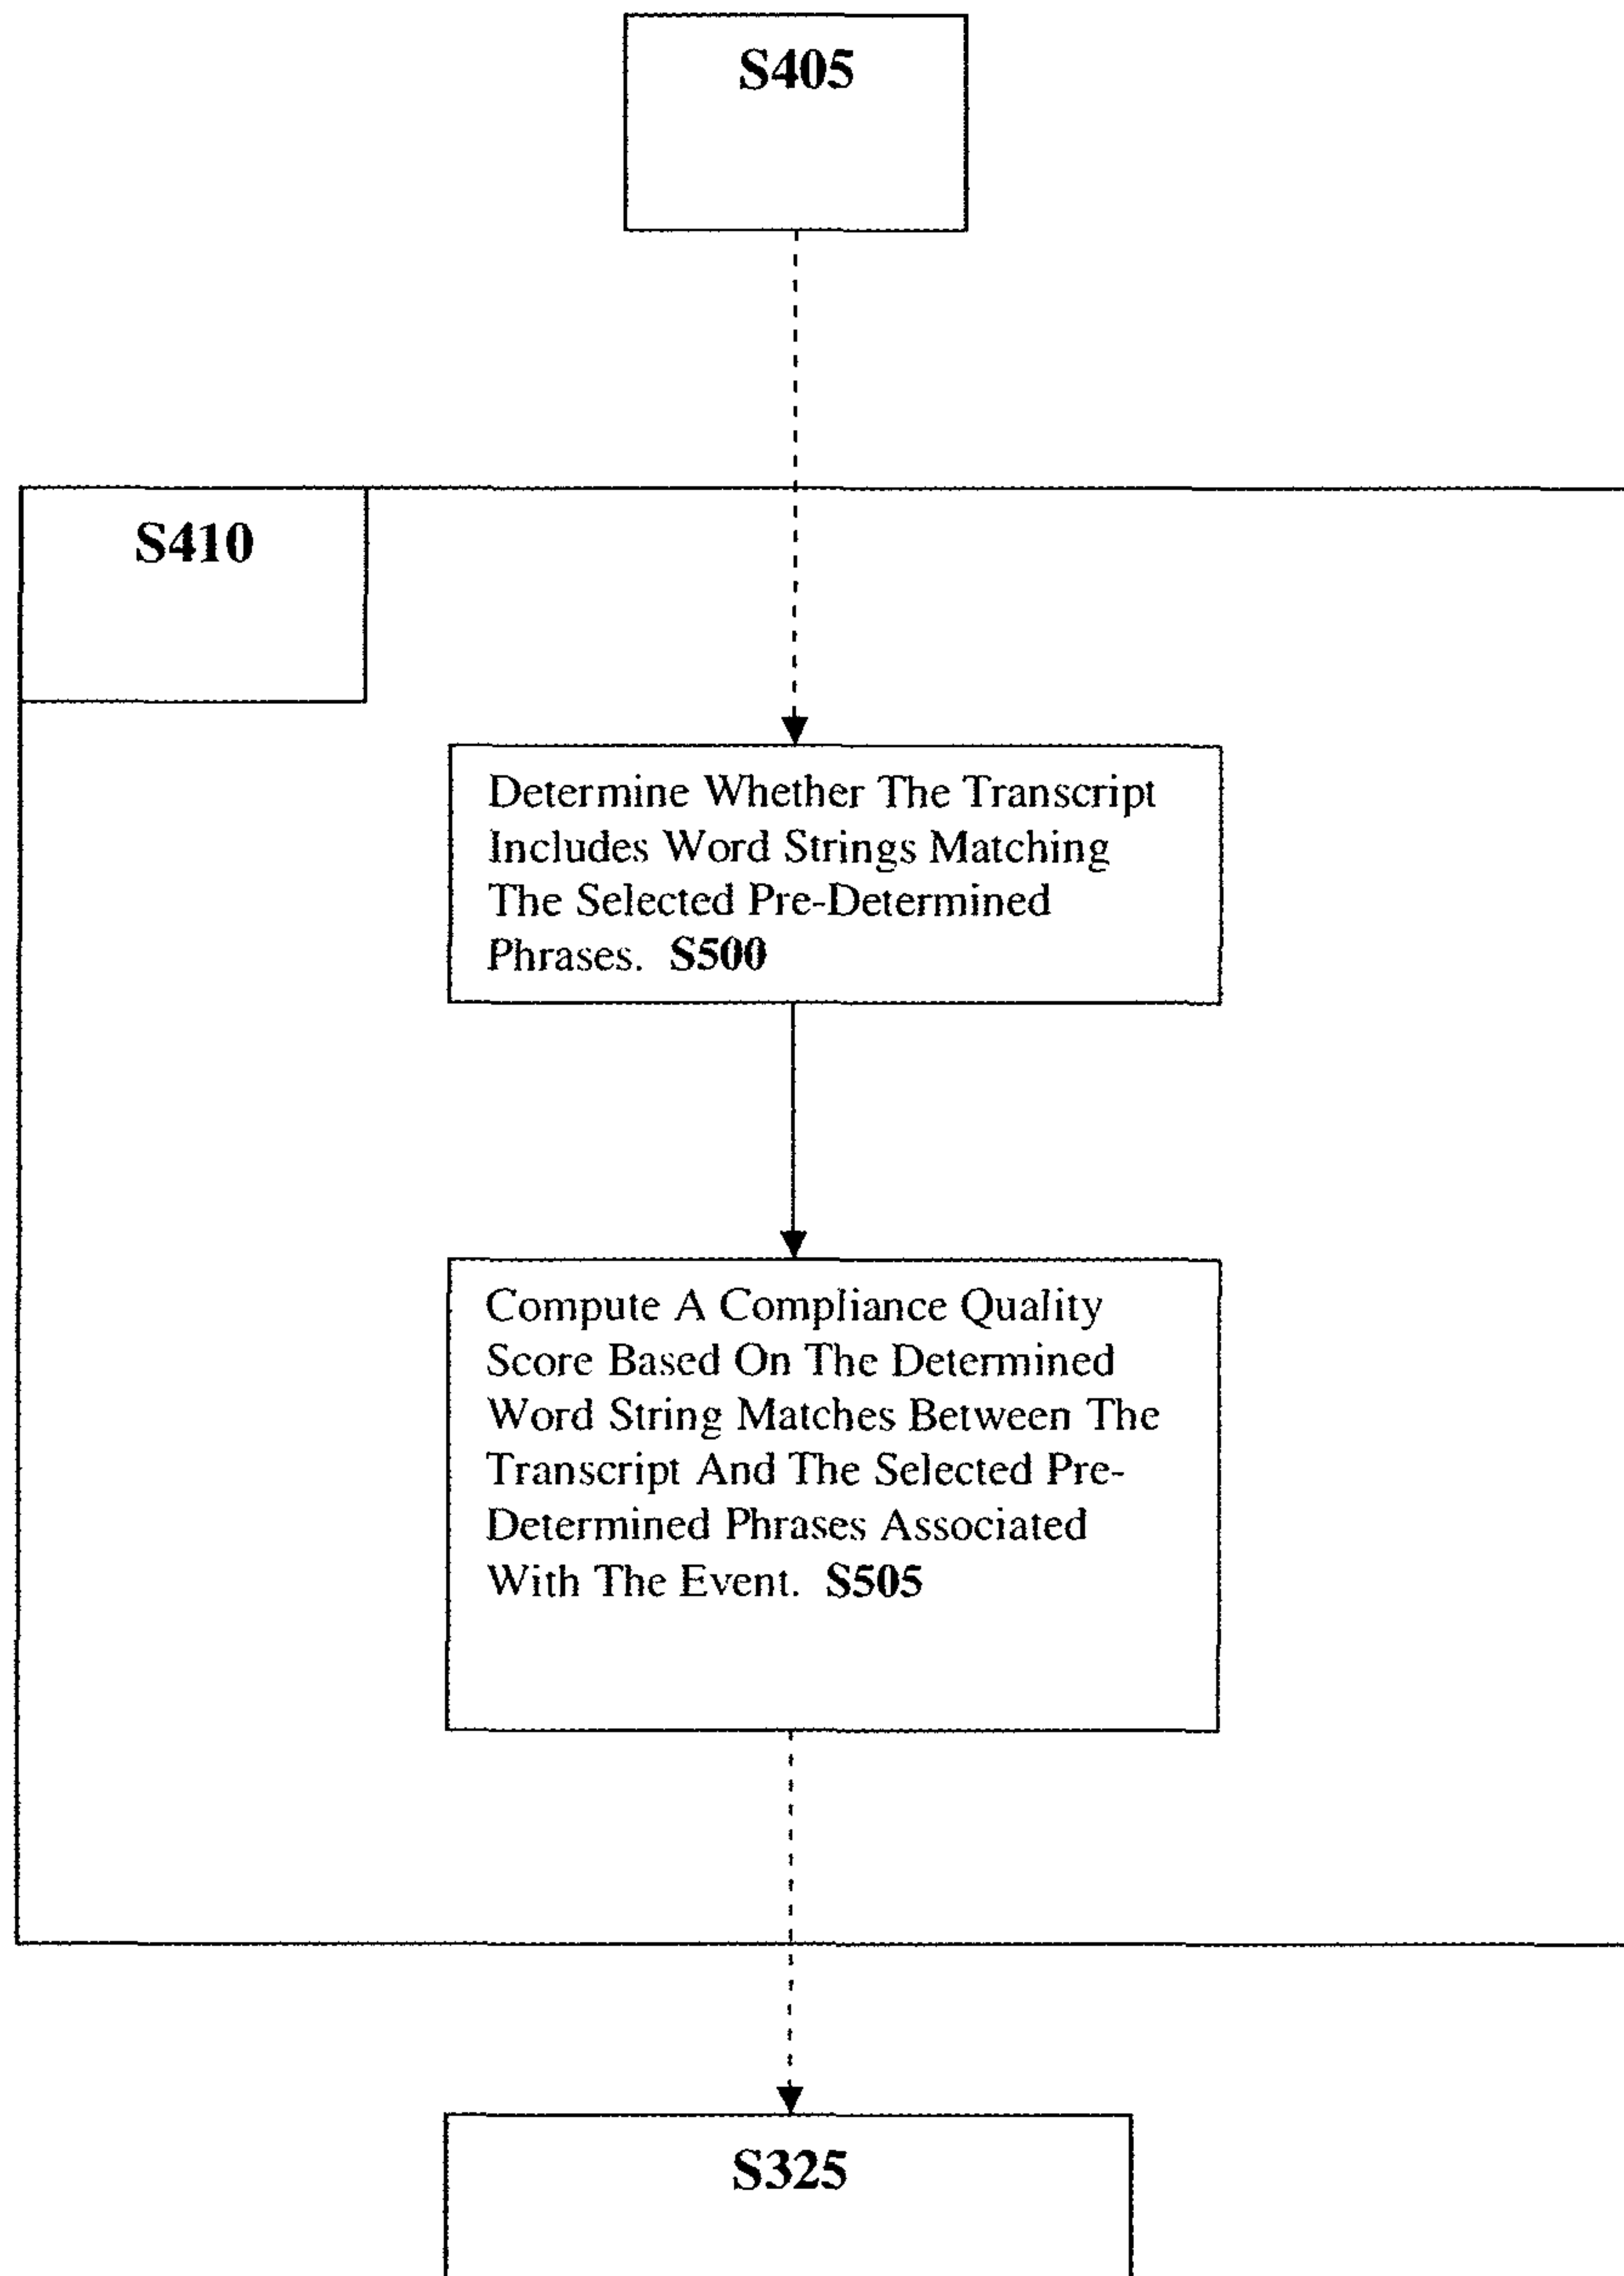 S405
S410
Determine Whether The Transcript
Includes Word Strings Matching
The Selected Pre-Determined
Phrases. S500
Compute A Compliance Quality
Score Based On The Determined
Word String Matches Between The
Transcript And The Selected Pre-
Determined Phrases Associated
With The Event. S505
S325